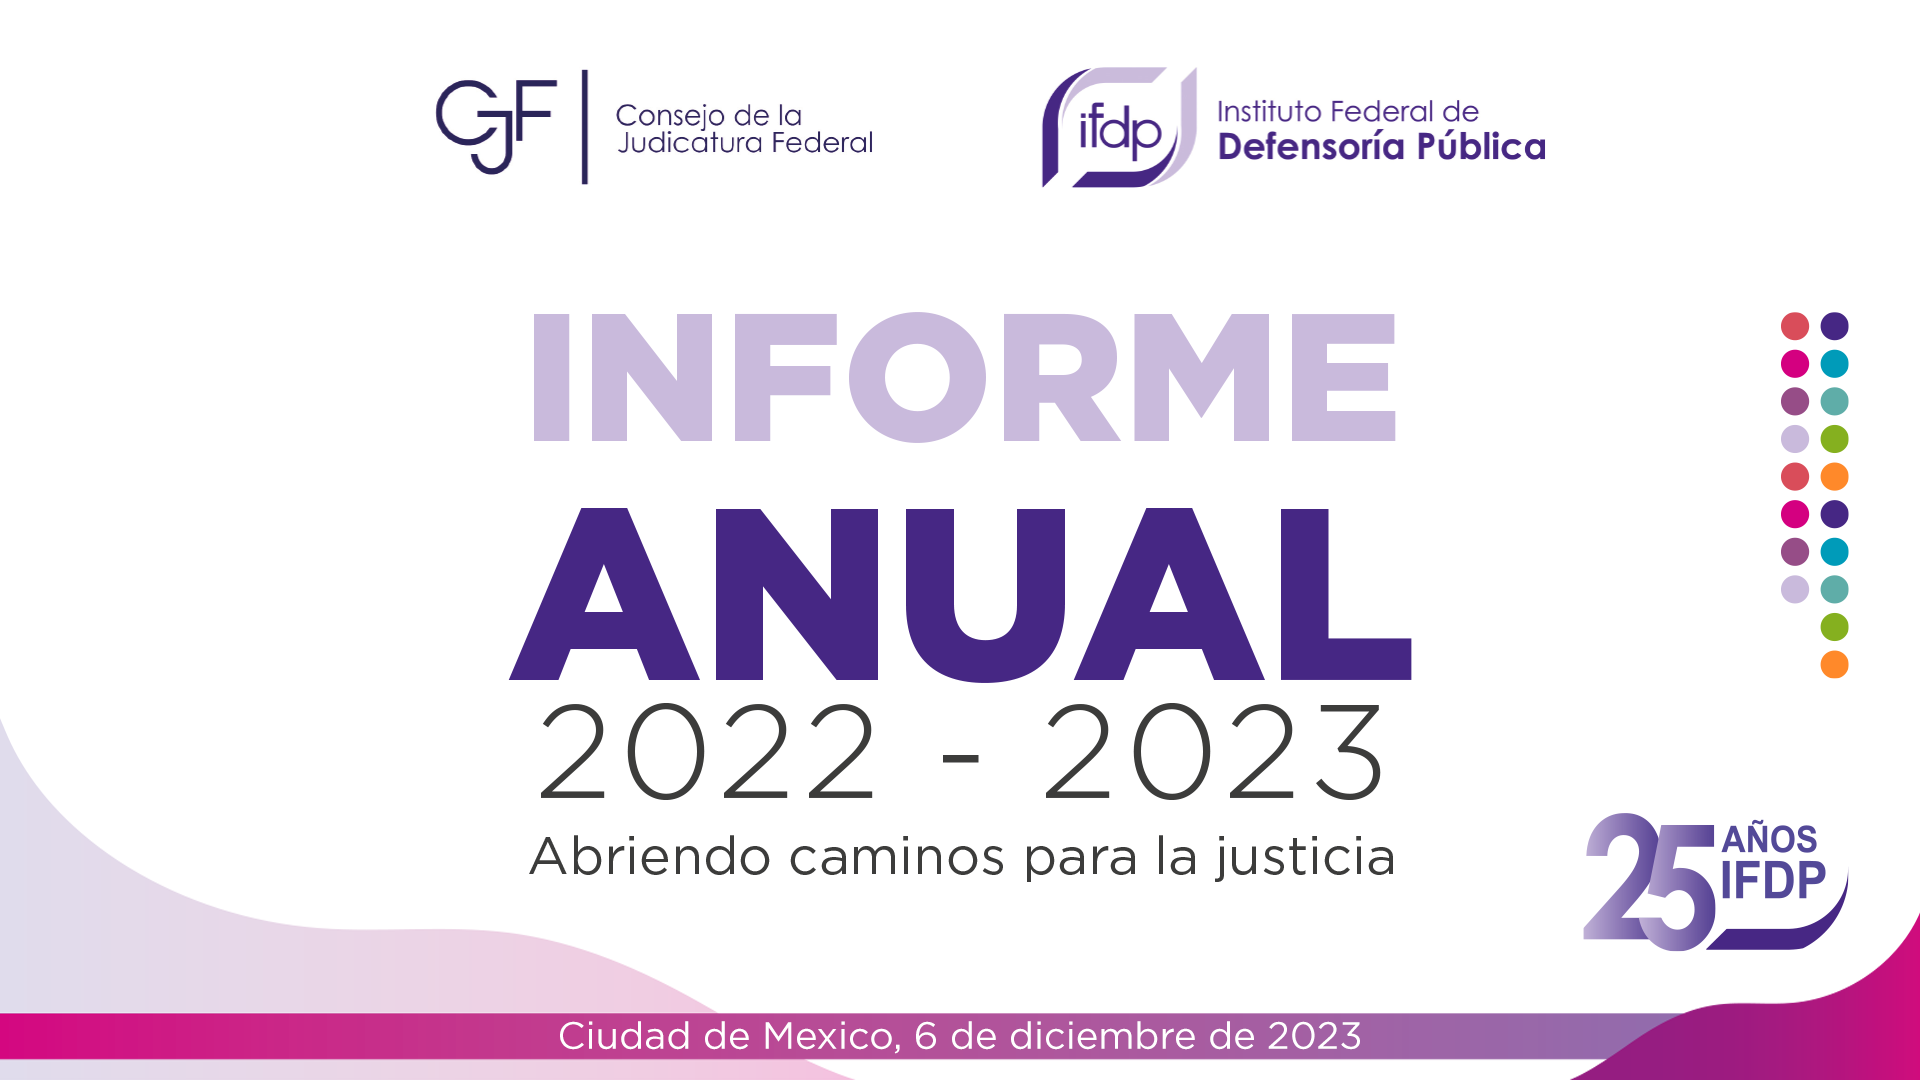 CJF
Consejo de la
Judicatura Federal
ifdp
Instituto Federal de
Defensoría Pública
INFORME
ANUAL
2022 - 2023
Abriendo caminos para la justicia
25 AÑOS
IFDP
Ciudad de Mexico, 6 de diciembre de 2023